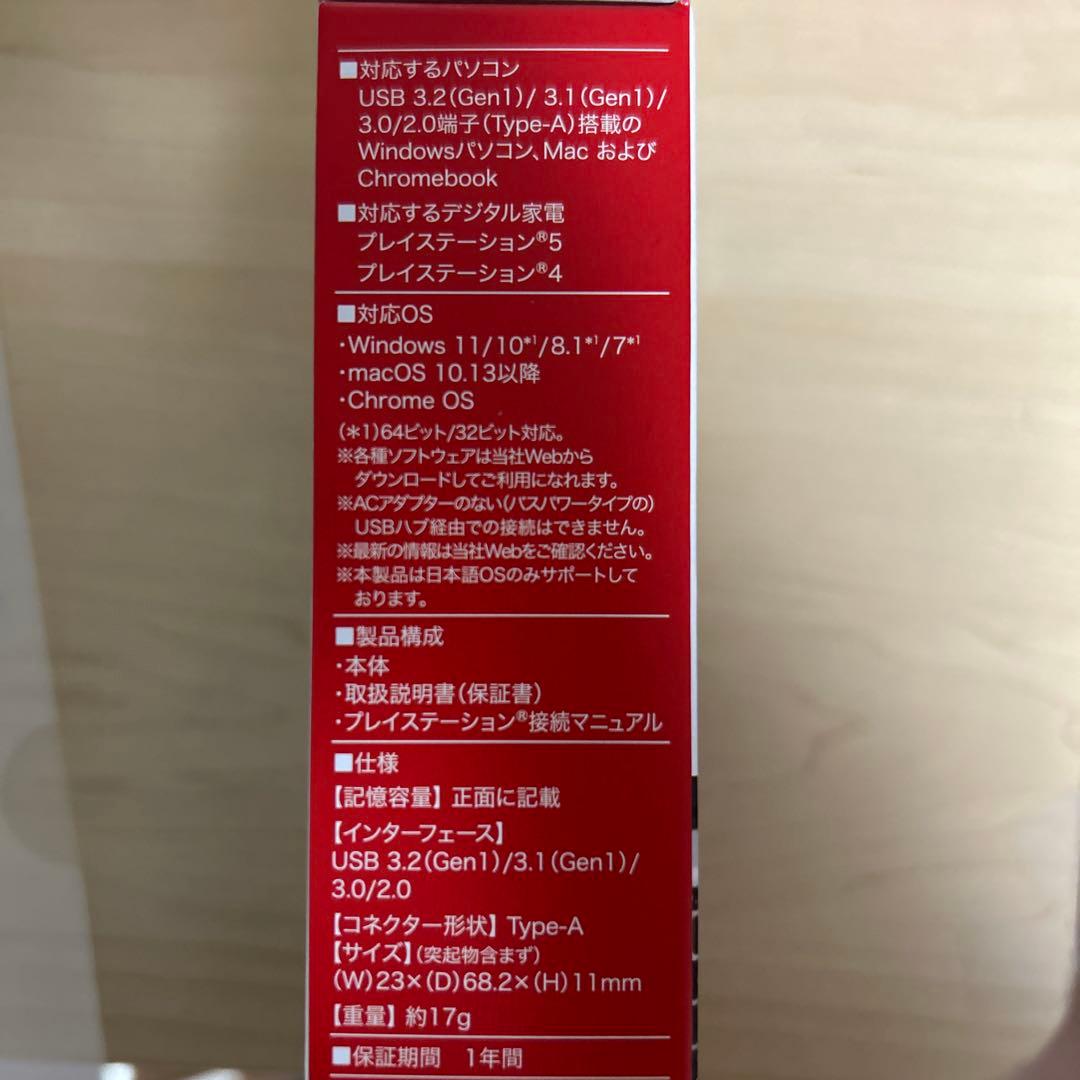 ■対応するパソコン
USB 3.2(Gen1)/ 3.1(Gen1)/
3.0/2.0端子(Type-A)搭載の
Windowsパソコン、Mac および
Chromebook
■対応するデジタル家電
プレイステーション®5
プレイステーション®4
■対応OS
・Windows 11/10*1/8.1*1/7*1
・macOS 10.13以降
・Chrome OS
(＊1)64ビット/32ビット対応。
※各種ソフトウェアは当社Webから
ダウンロードしてご利用になれます。
※ACアダプターのない(バスパワータイプの)
USBハブ経由での接続はできません。
※最新の情報は当社Webをご確認ください。
※本製品は日本語OSのみサポートして
おります。
■製品構成
・本体
・取扱説明書(保証書)
・プレイステーション®接続マニュアル
■仕様
【記憶容量】 正面に記載
【インターフェース】
USB 3.2(Gen1)/3.1(Gen1)/
3.0/2.0
【コネクター形状】 Type-A
【サイズ】(突起物含まず)
(W)23×(D)68.2×(H)11mm
【重量】 約17g
■保証期間 1年間